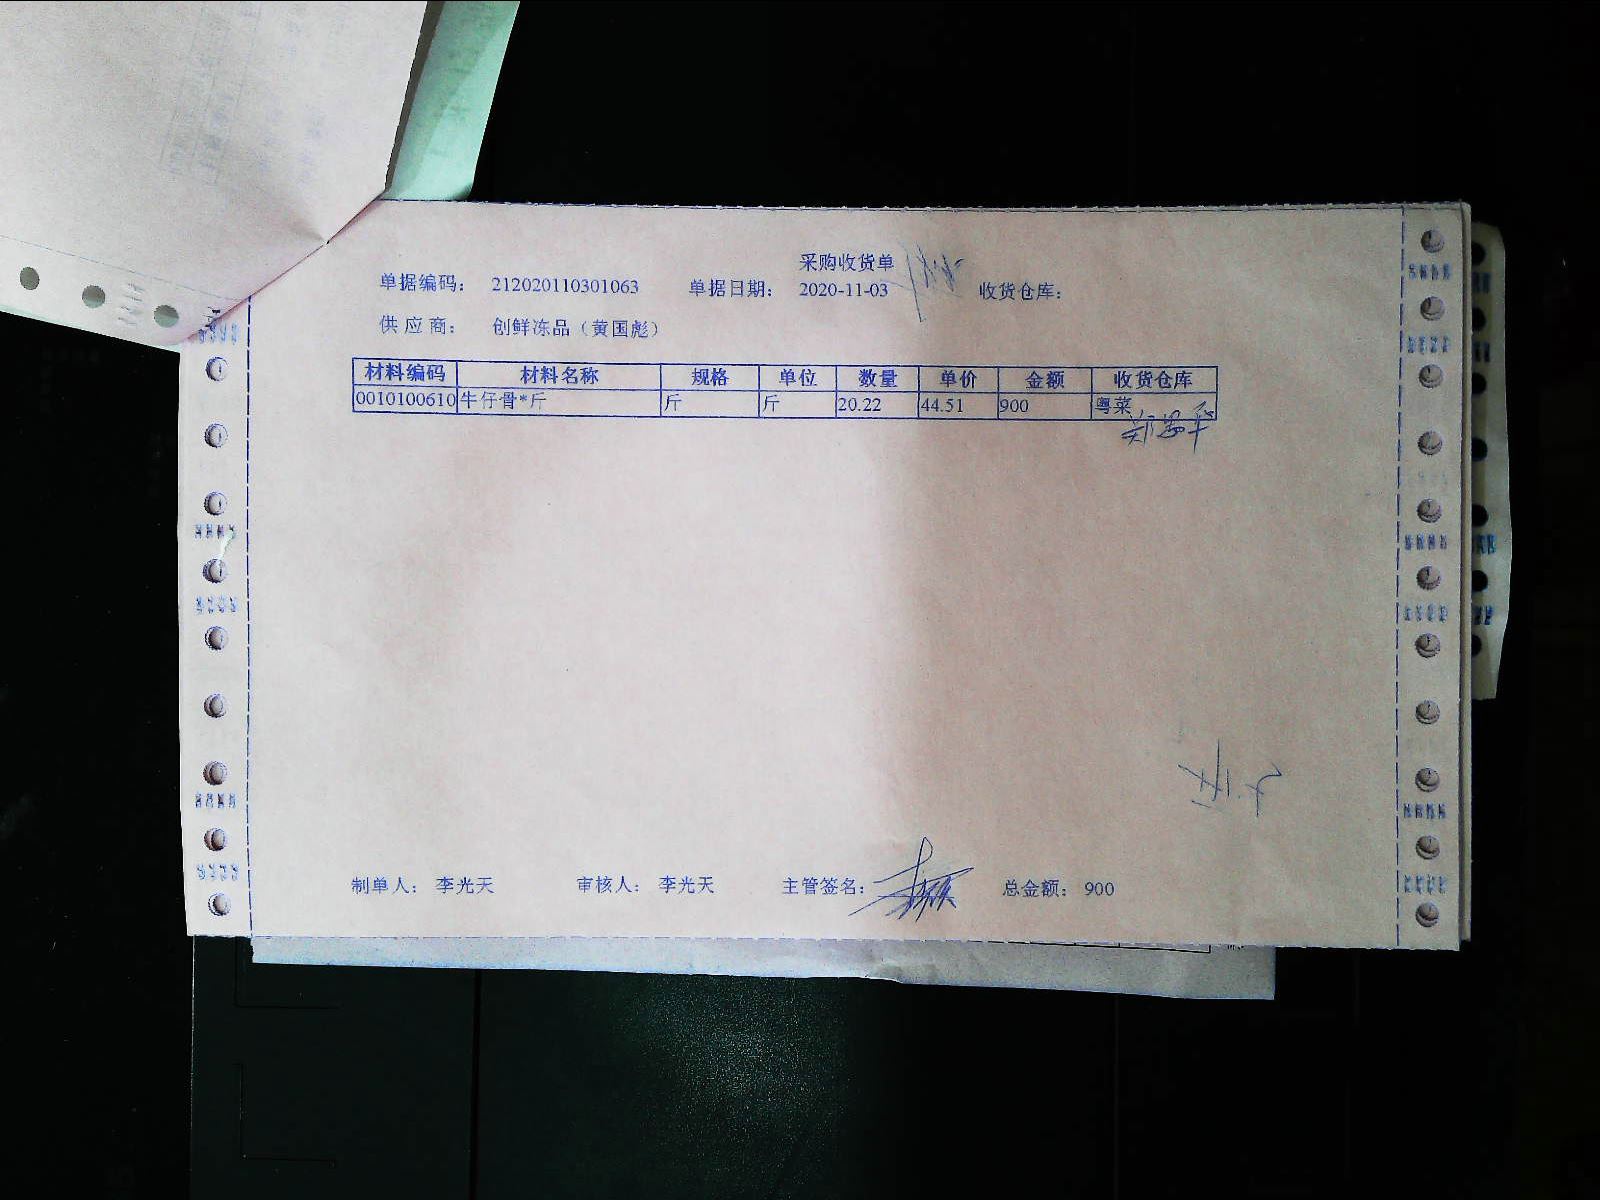 采购收货单
单据编码： 212020110301063 单据日期： 2020-11-03 收货仓库：
供应商： 创鲜冻品（黄国彪）
材料编码 材料名称 规格 单位 数量 单价 金额 收货仓库
0010100610 牛仔骨*斤 斤 斤 20.22 44.51 900 粤菜
制单人： 李光天 审核人： 李光天 主管签名： 总金额： 900